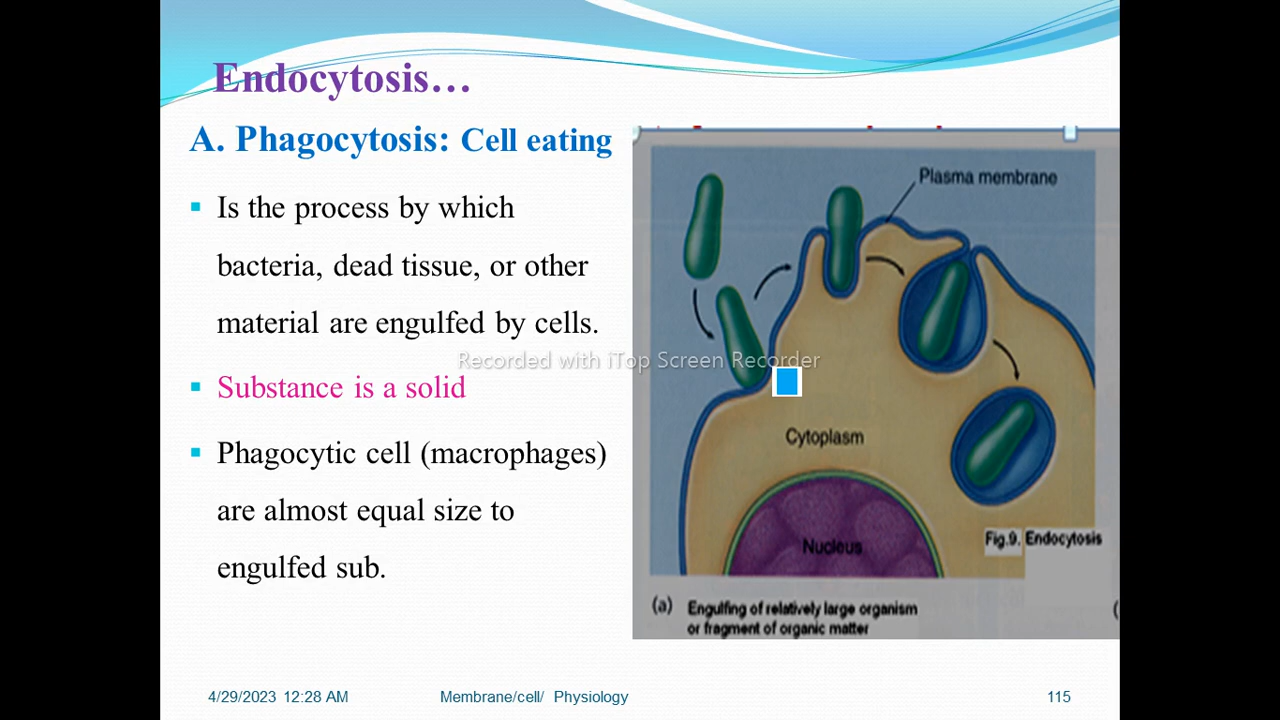 Endocytosis…
A. Phagocytosis: Cell eating
Is the process by which
bacteria, dead tissue, or other
material are engulfed by cells.
Substance is a solid
Phagocytic cell (macrophages)
are almost equal size to
engulfed sub.
Plasma membrane
Cytoplasm
Nucleus
Fig.9. Endocytosis
(a) Engulfing of relatively large organism
or fragment of organic matter
(
Recorded with iTop Screen Recorder
4/29/2023 12:28 AM
Membrane/cell/ Physiology
115